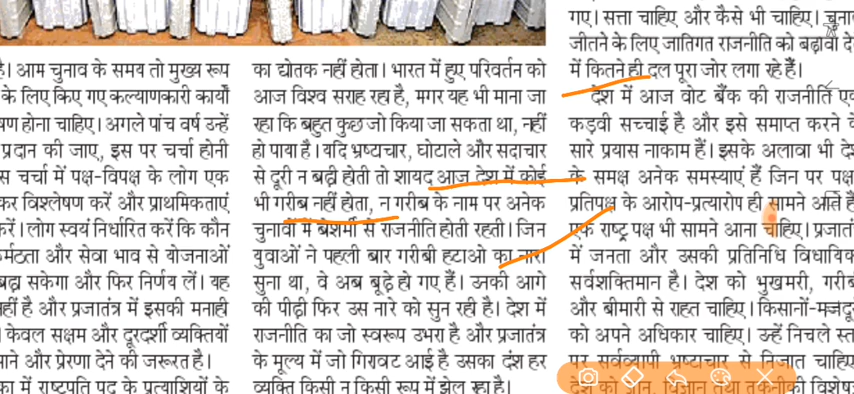 है। आम चुनाव के समय तो मुख्य रूप
के लिए किए गए कल्याणकारी कार्यों
षण होना चाहिए। अगले पांच वर्ष उन्हें
प्रदान की जाए, इस पर चर्चा होनी
स चर्चा में पक्ष-विपक्ष के लोग एक
कर विश्लेषण करें और प्राथमिकताएं
करें। लोग स्वयं निर्धारित करें कि कौन
र्मठता और सेवा भाव से योजनाओं
बढ़ा सकेगा और फिर निर्णय लें। यह
नहीं है और प्रजातंत्र में इसकी मनाही
केवल सक्षम और दूरदर्शी व्यक्तियों
माने और प्रेरणा देने की जरूरत है।
का में राष्ट्रपति पद के प्रत्याशियों के
का द्योतक नहीं होता। भारत में हुए परिवर्तन को
आज विश्व सराह रहा है, मगर यह भी माना जा
रहा कि बहुत कुछ जो किया जा सकता था, नहीं
हो पाया है। यदि भ्रष्टचार, घोटाले और सदाचार
से दूरी न बढ़ी होती तो शायद आज देश में कोई
भी गरीब नहीं होता, न गरीब के नाम पर अनेक
चुनावों में बेशर्मी से राजनीति होती रहती। जिन
युवाओं ने पहली बार गरीबी हटाओ का नारा
सुना था, वे अब बूढ़े हो गए हैं। उनकी आगे
की पीढ़ी फिर उस नारे को सुन रही है। देश में
राजनीति का जो स्वरूप उभरा है और प्रजातंत्र
के मूल्य में जो गिरावट आई है उसका दंश हर
व्यक्ति किसी न किसी रूप में झेल रहा है।
गए। सत्ता चाहिए और कैसे भी चाहिए। चुना
जीतने के लिए जातिगत राजनीति को बढ़ावा दे
में कितने ही दल पूरा जोर लगा रहे हैं।
देश में आज वोट बैंक की राजनीति ए
कड़वी सच्चाई है और इसे समाप्त करने वे
सारे प्रयास नाकाम हैं। इसके अलावा भी देश
के समक्ष अनेक समस्याएं हैं जिन पर पक्ष
प्रतिपक्ष के आरोप-प्रत्यारोप ही सामने आते हैं
एक राष्ट्र पक्ष भी सामने आना चाहिए। प्रजातं
में जनता और उसकी प्रतिनिधि विधायिक
सर्वशक्तिमान है। देश को भुखमरी, गरीब
और बीमारी से राहत चाहिए। किसानों-मजदूर
को अपने अधिकार चाहिए। उन्हें निचले स्त
पर सर्वव्यापी भ्रष्टाचार से निजात चाहिए
देश को ज्ञान, विज्ञान तथा तकनीकी विशेष